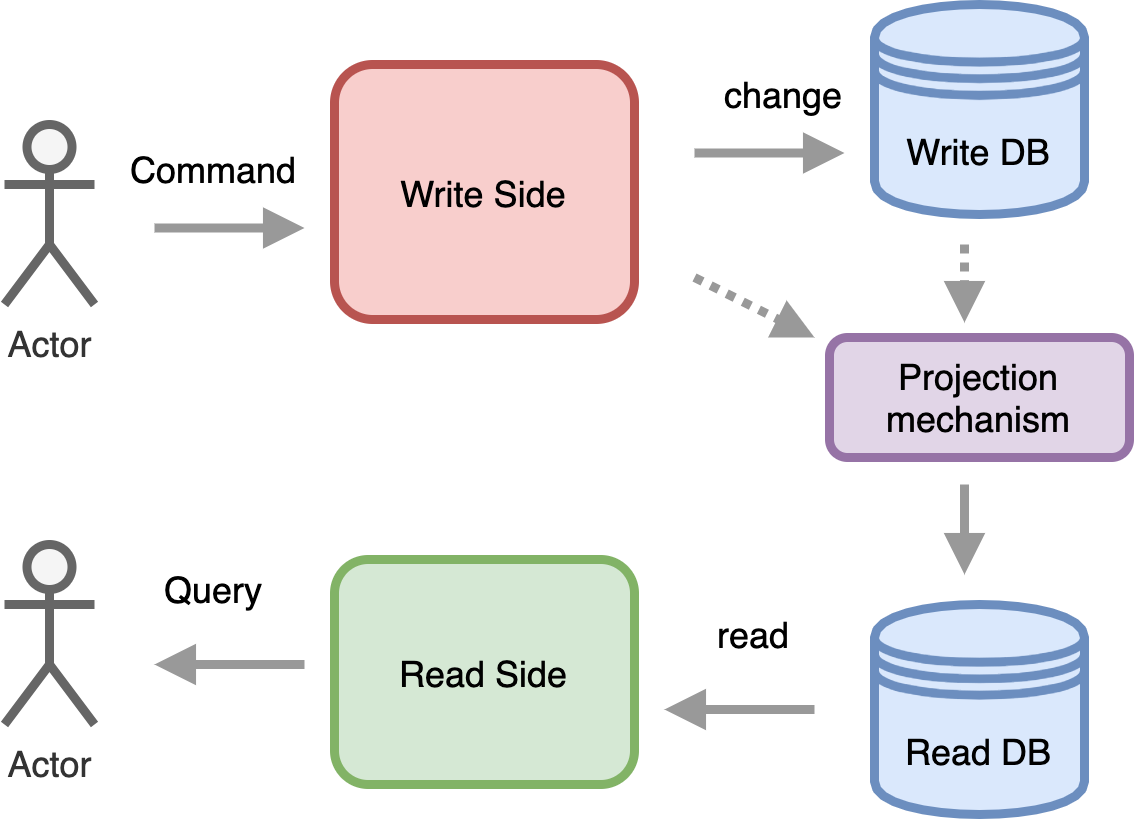 Command
Write Side
change
Write DB
Actor
Projection
mechanism
Query
Read Side
read
Read DB
Actor